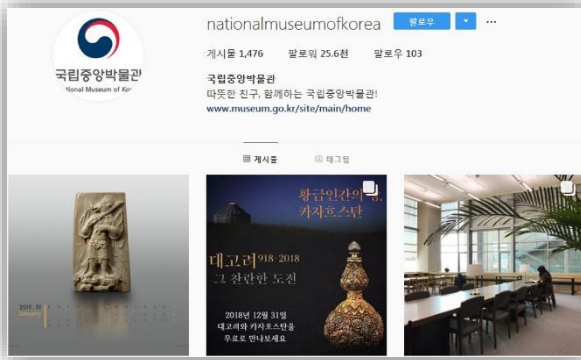 nationalmuseumofkorea 팔로우 ...
게시물 1,476 팔로워 25.6천 팔로우 103
국립중앙박물관
국립중앙박물관
따뜻한 친구, 함께하는 국립중앙박물관!
National Museum of Kor
www.museum.go.kr/site/main/home
게시물 태그됨
황금인간의 땅,
카자흐스탄
대고려 918·2018
그 찬란한 도전
2018년 12월 31일
대고려와 카자흐스탄을
무료로 만나보세요
2019. 01
January